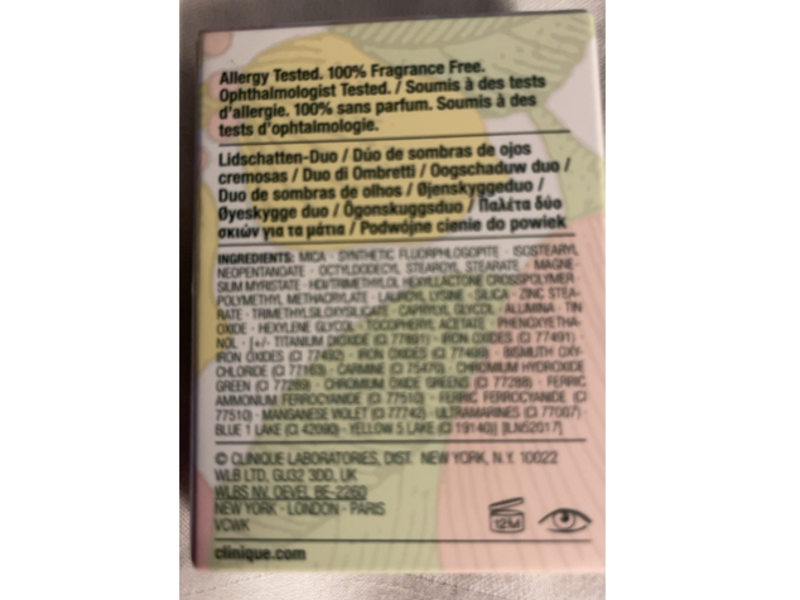 Allergy Tested. 100% Fragrance Free.
Ophthalmologist Tested. / Soumis à des tests
d'allergie. 100% sans parfum. Soumis à des
tests d'ophtalmologie.
Lidschatten-Duo / Dúo de sombras de ojos
cremosas / Duo di Ombretti / Oogschaduw duo /
Duo de sombras de olhos / Øjenskyggeduo /
Øyeskygge duo / Ögonskuggsduo / Παλέτα δύο
σκιών για τα μάτια / Podwójne cienie do powiek
INGREDIENTS: MICA · SYNTHETIC FLUORPHLOGOPITE · ISOSTEARYL
NEOPENTANOATE · OCTYLDODECYL STEAROYL STEARATE · MAGNE-
SIUM MYRISTATE · HDI/TRIMETHYLOL HEXYLLACTONE CROSSPOLYMER ·
POLYMETHYL METHACRYLATE · LAUROYL LYSINE · SILICA · ZINC STEA-
RATE · TRIMETHYLSILOXYSILICATE · CAPRYLYL GLYCOL · ALUMINA · TIN
OXIDE · HEXYLENE GLYCOL · TOCOPHERYL ACETATE · PHENOXYETHA-
NOL · [+/- TITANIUM DIOXIDE (CI 77891) · IRON OXIDES (CI 77491) ·
IRON OXIDES (CI 77492) · IRON OXIDES (CI 77499) · BISMUTH OXY-
CHLORIDE (CI 77163) · CARMINE (CI 75470) · CHROMIUM HYDROXIDE
GREEN (CI 77289) · CHROMIUM OXIDE GREENS (CI 77288) · FERRIC
AMMONIUM FERROCYANIDE (CI 77510) · FERRIC FERROCYANIDE (CI
77510) · MANGANESE VIOLET (CI 77742) · ULTRAMARINES (CI 77007) ·
BLUE 1 LAKE (CI 42090) · YELLOW 5 LAKE (CI 19140)] [ILN52017]
© CLINIQUE LABORATORIES, DIST. NEW YORK, N.Y. 10022
WLB LTD, GU32 3DD, UK
WLBS NV, OEVEL BE-2260
NEW YORK · LONDON · PARIS
VCWK
12M
clinique.com